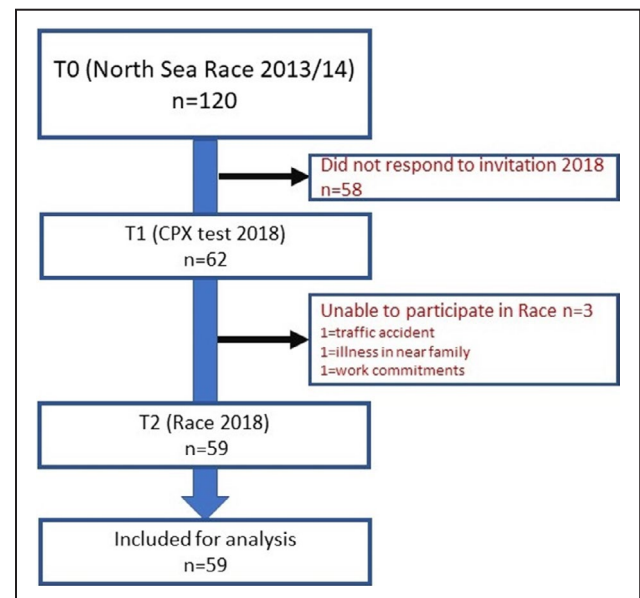 T0 (North Sea Race 2013/14)
n=120
Did not respond to invitation 2018
n=58
T1 (CPX test 2018)
n=62
Unable to participate in Race n=3
1=traffic accident
1=illness in near family
1=work commitments
T2 (Race 2018)
n=59
Included for analysis
n=59